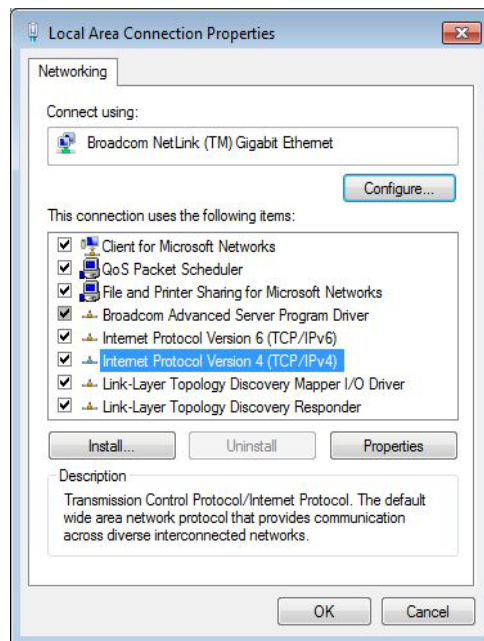 Local Area Connection Properties
Networking
Connect using:
Broadcom NetLink (TM) Gigabit Ethernet
Configure...
This connection uses the following items:
Client for Microsoft Networks
QoS Packet Scheduler
File and Printer Sharing for Microsoft Networks
Broadcom Advanced Server Program Driver
Internet Protocol Version 6 (TCP/IPv6)
Internet Protocol Version 4 (TCP/IPv4)
Link-Layer Topology Discovery Mapper I/O Driver
Link-Layer Topology Discovery Responder
Install... Uninstall Properties
Description
Transmission Control Protocol/Internet Protocol. The default
wide area network protocol that provides communication
across diverse interconnected networks.
OK Cancel